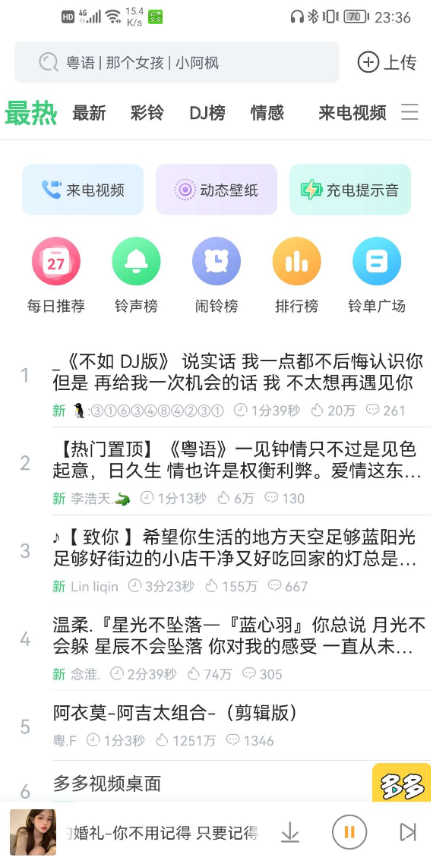 HD 4G 15.4 K/s 70 23:36
粤语 | 那个女孩 | 小阿枫 上传
最热 最新 彩铃 DJ榜 情感 来电视频
来电视频 动态壁纸 充电提示音
27
每日推荐 铃声榜 闹铃榜 排行榜 铃单广场
1 _《不如 DJ版》 说实话 我一点都不后悔认识你
但是 再给我一次机会的话 我 不太想再遇见你
新 🐧:③①⑥③④⑧④②③① 1分39秒 20万 261
2 【热门置顶】《粤语》一见钟情只不过是见色
起意，日久生 情也许是权衡利弊。爱情这东...
新 李浩天.🐊 1分13秒 6万 130
3 ♪【 致你 】希望你生活的地方天空足够蓝阳光
足够好街边的小店干净又好吃回家的灯总是...
新 Lin liqin 3分23秒 155万 667
4 温柔.『星光不坠落—『蓝心羽』你总说 月光不
会躲 星辰不会坠落 你对我的感受 一直从未...
新 念淮. 2分39秒 74万 305
5 阿衣莫-阿吉太组合-（剪辑版）
粤.F 1分3秒 1251万 1346
6 多多视频桌面
多多
的婚礼-你不用记得 只要记得